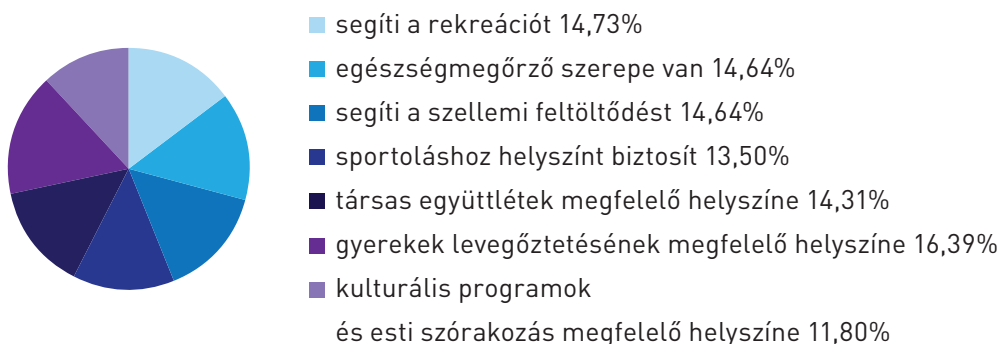 segíti a rekreációt 14,73%
egészségmegőrző szerepe van 14,64%
segíti a szellemi feltöltődést 14,64%
sportoláshoz helyszínt biztosít 13,50%
társas együttlétek megfelelő helyszíne 14,31%
gyerekek levegőztetésének megfelelő helyszíne 16,39%
kulturális programok
és esti szórakozás megfelelő helyszíne 11,80%